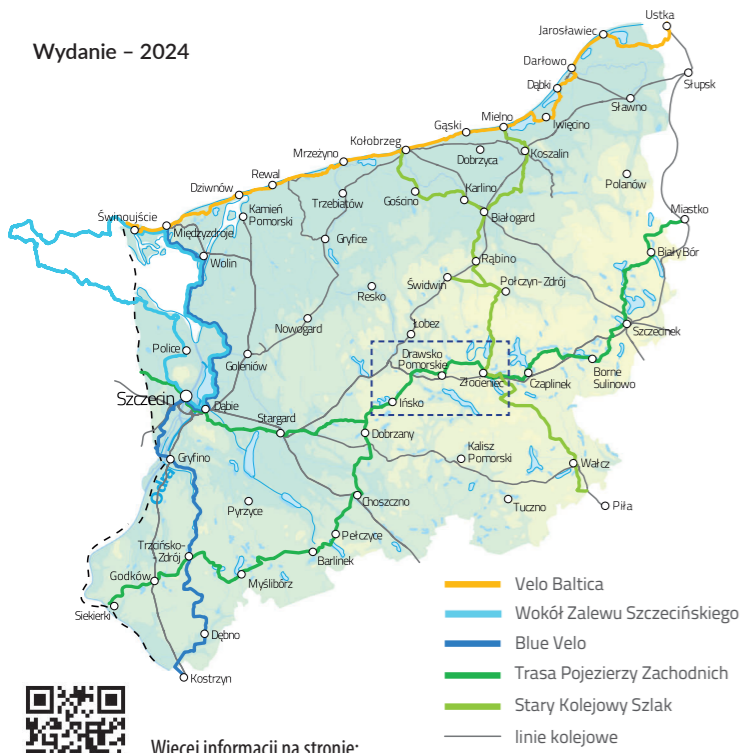 Wydanie – 2024
Ustka
Jarosławiec
Darłowo
Słupsk
Dąbki
Sławno
Mielno
Iwięcino
Gąski
Kołobrzeg
Koszalin
Dobrzyca
Mrzeżyno
Rewal
Polanów
Dziwnów
Trzebiatów
Gościno
Karlino
Kamień
Pomorski
Białogard
Miastko
Świnoujście
Międzyzdroje
Gryfice
Wolin
Rąbino
Biały Bór
Świdwin
Połczyn-Zdrój
Resko
Nowogard
Łobez
Szczecinek
Police
Goleniów
Drawsko
Pomorskie
Złocieniec
Czaplinek
Borne
Sulinowo
Szczecin
Dąbie
Ińsko
Stargard
Dobrzany
Kalisz
Pomorski
Wałcz
Gryfino
Odra
Choszczno
Piła
Tuczno
Pyrzyce
Pełczyce
Trzcińsko-
Zdrój
Barlinek
Godków
Myślibórz
Siekierki
Dębno
Kostrzyn
Velo Baltica
Wokół Zalewu Szczecińskiego
Blue Velo
Trasa Pojezierzy Zachodnich
Stary Kolejowy Szlak
linie kolejowe
Więcej informacji na stronie: